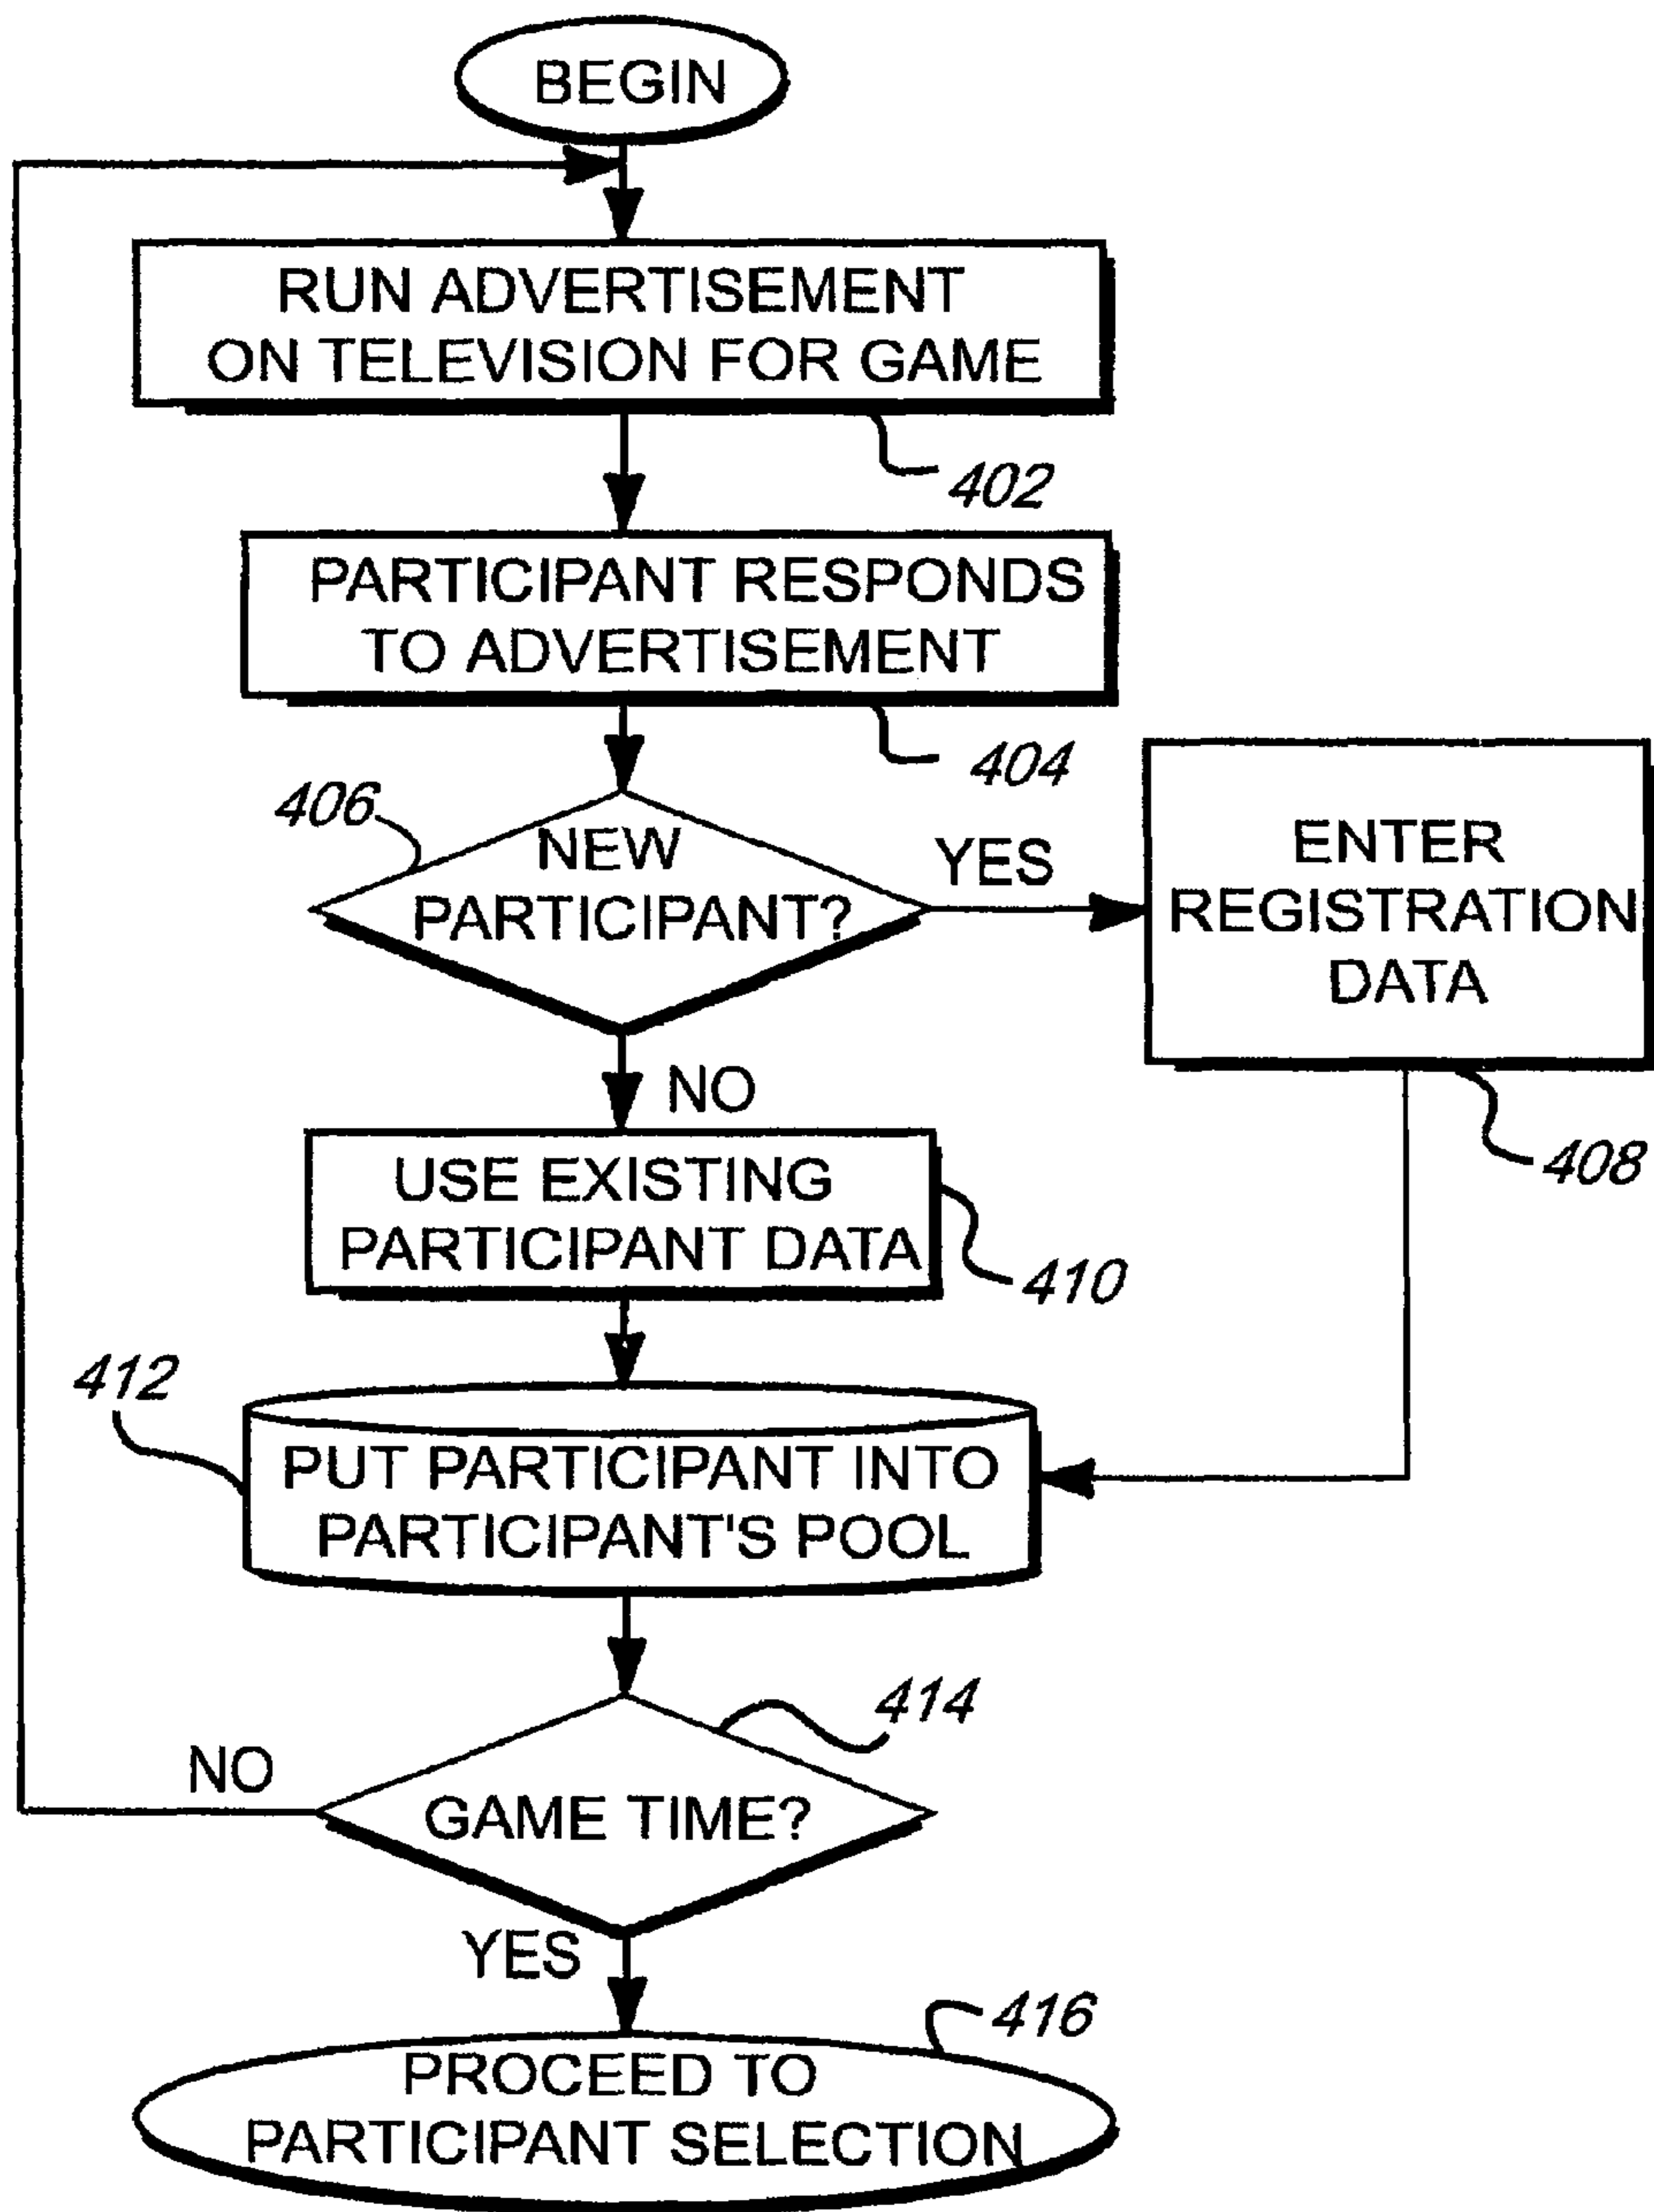 BEGIN
RUN ADVERTISEMENT
ON TELEVISION FOR GAME
402
PARTICIPANT RESPONDS
TO ADVERTISEMENT
404
406
NEW
PARTICIPANT?
YES
ENTER
REGISTRATION
DATA
408
NO
USE EXISTING
PARTICIPANT DATA
410
412
PUT PARTICIPANT INTO
PARTICIPANT'S POOL
414
NO
GAME TIME?
YES
416
PROCEED TO
PARTICIPANT SELECTION